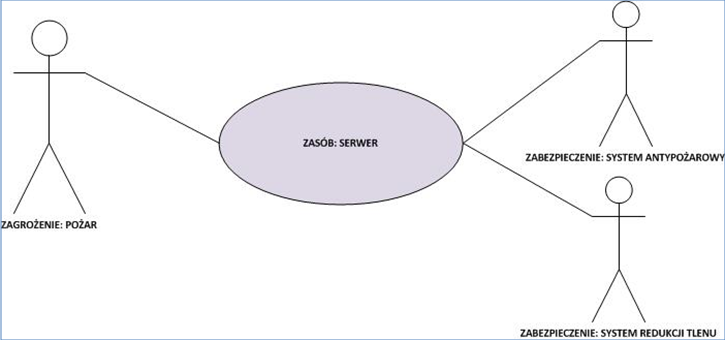 ZASÓB: SERWER
ZABEZPIECZENIE: SYSTEM ANTYPOŻAROWY
ZAGROŻENIE: POŻAR
ZABEZPIECZENIE: SYSTEM REDUKCJI TLENU